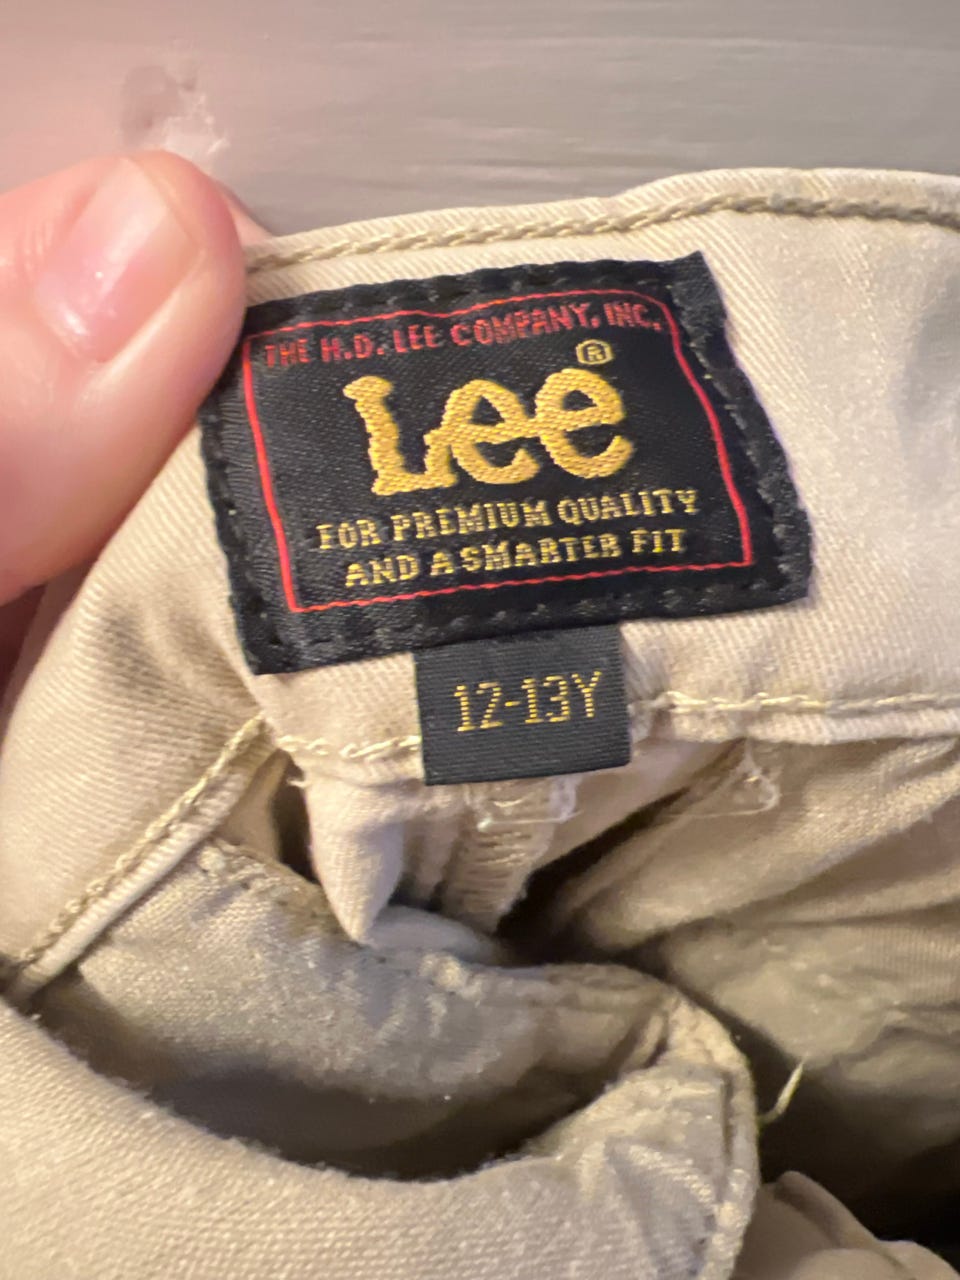 THE H.D. LEE COMPANY, INC.
Lee®
FOR PREMIUM QUALITY
AND A SMARTER FIT
12-13Y